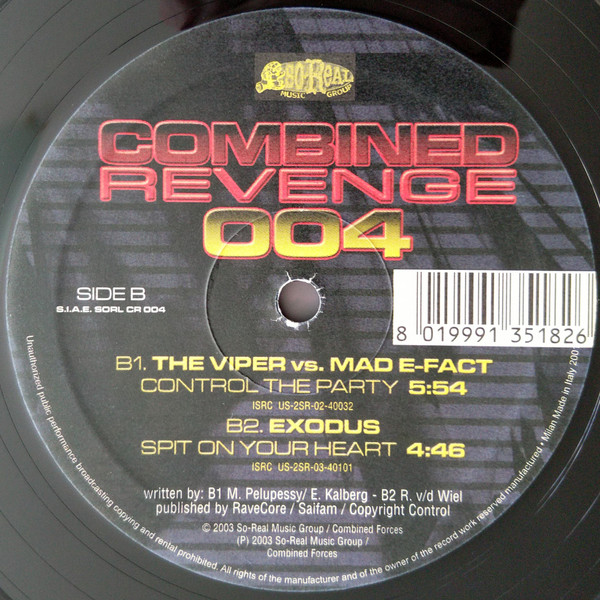 SO-REAL
MUSIC GROUP
COMBINED
REVENGE
004
SIDE B
S.I.A.E. SORL CR 004
8 019991 351826
B1. THE VIPER vs. MAD E-FACT
CONTROL THE PARTY 5:54
ISRC US-2SR-02-40032
B2. EXODUS
SPIT ON YOUR HEART 4:46
ISRC US-2SR-03-40101
written by: B1 M. Pelupessy/ E. Kalberg - B2 R. v/d Wiel
published by RaveCore / Saifam / Copyright Control
© 2003 So-Real Music Group / Combined Forces
(P) 2003 So-Real Music Group /
Combined Forces
Unauthorized public performance broadcasting copying and rental prohibited. All rights of the manufacturer and of the owner of the record work reserved manufactured • Milan Made in Italy 200